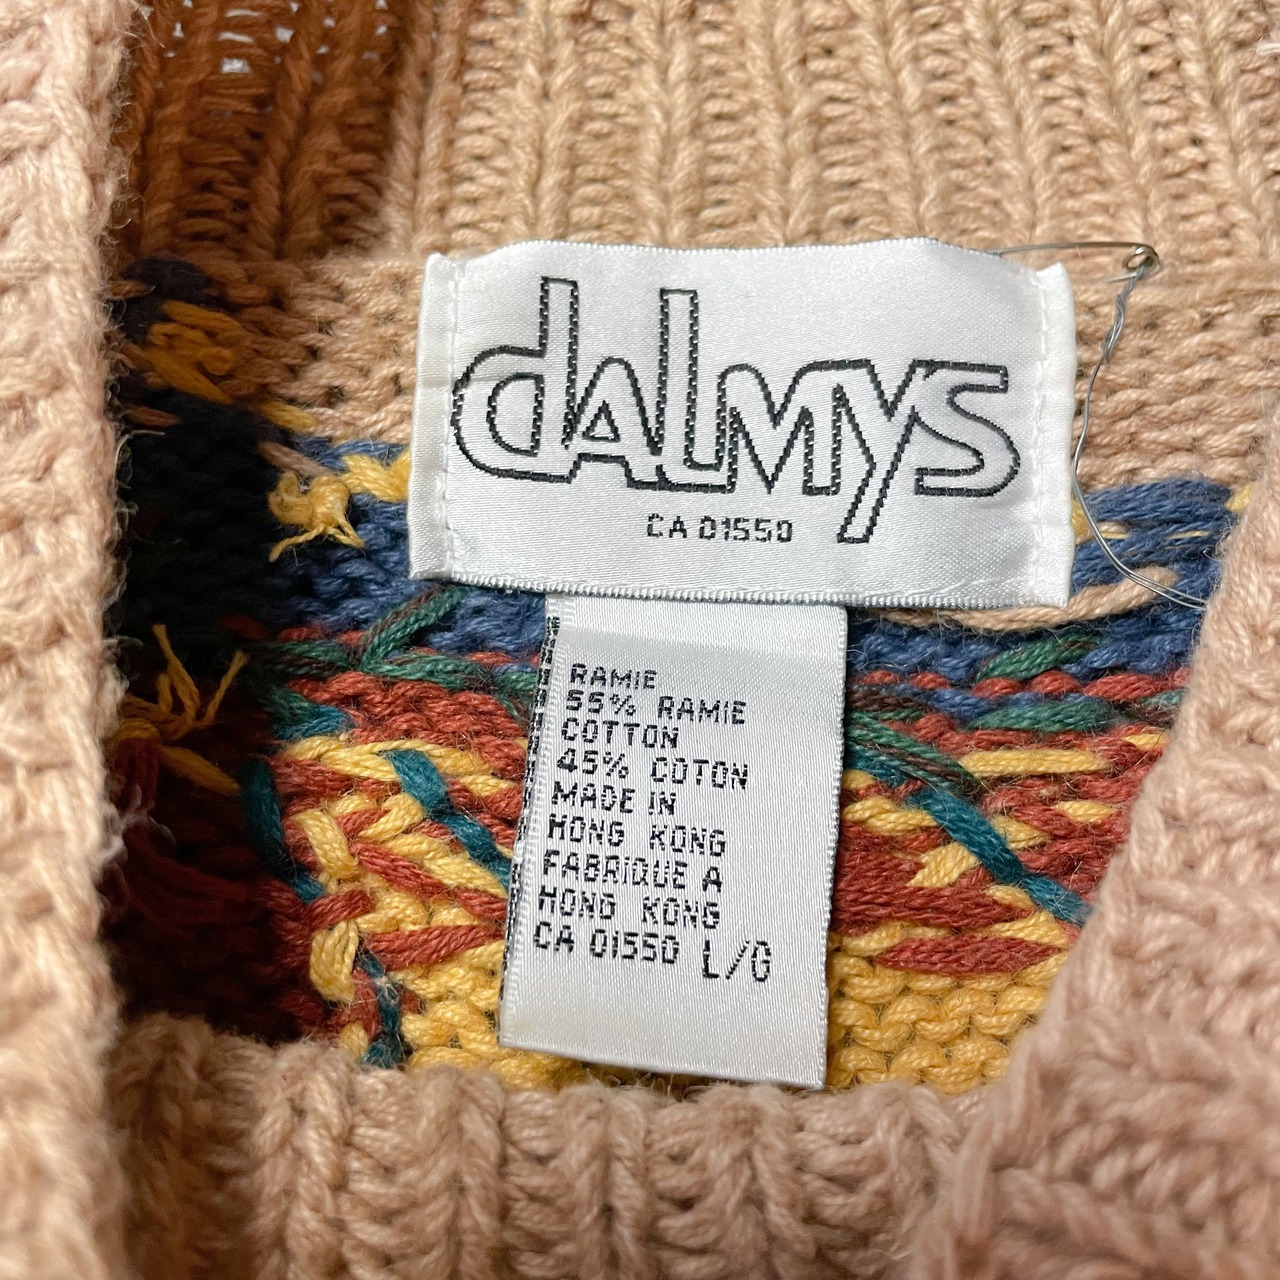 dALMYS
CA 01550
RAMIE
55% RAMIE
COTTON
45% COTON
MADE IN
HONG KONG
FABRIQUE A
HONG KONG
CA 01550 L/G